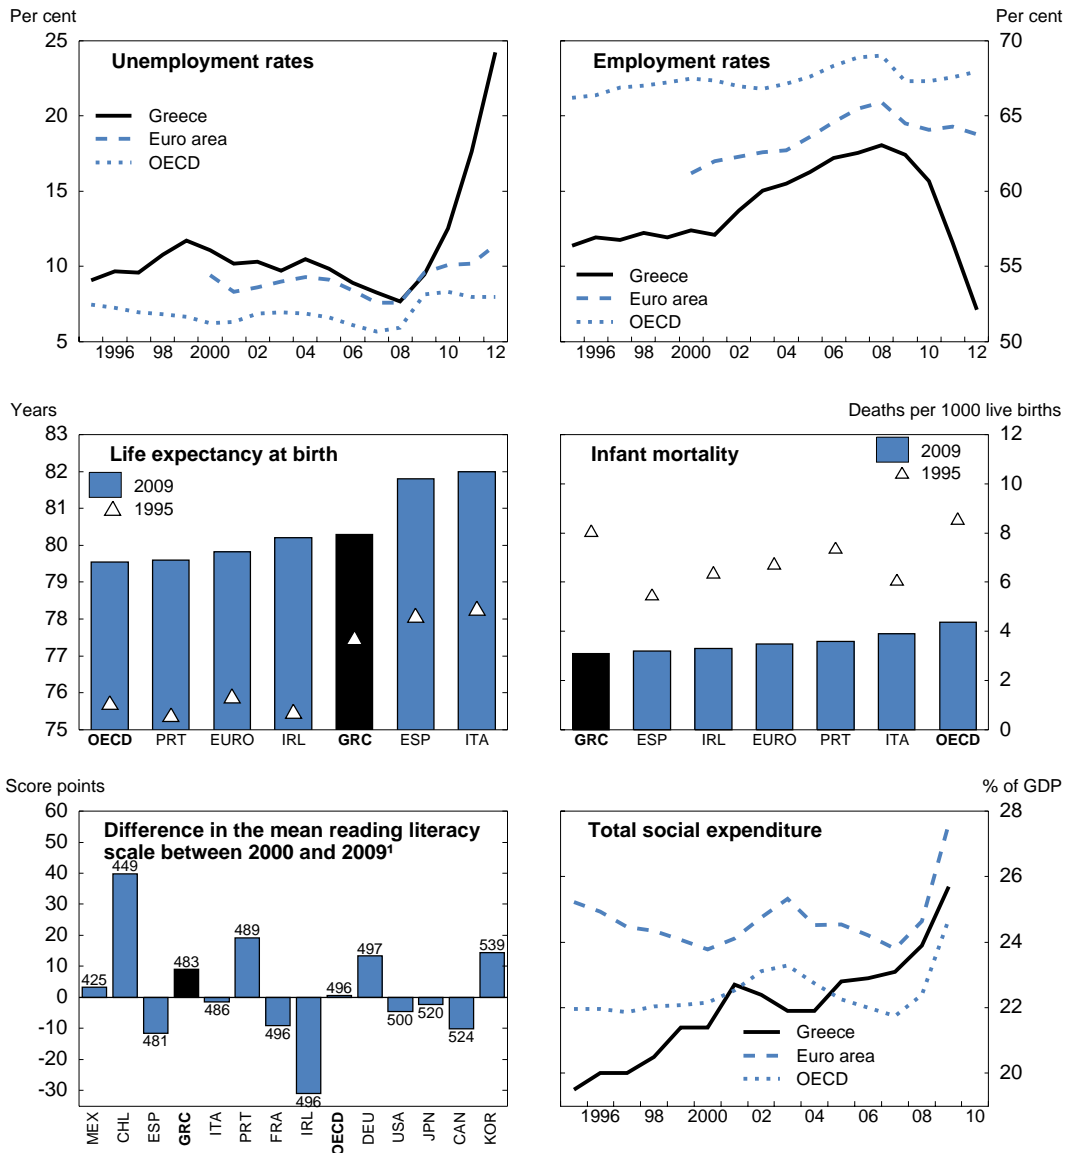 Per cent
Unemployment rates
Greece
Euro area
OECD
25
20
15
10
5
1996 98 2000 02 04 06 08 10 12
Per cent
Employment rates
Greece
Euro area
OECD
70
65
60
55
50
1996 98 2000 02 04 06 08 10 12
Years
Life expectancy at birth
2009
1995
83
82
81
80
79
78
77
76
75
OECD PRT EURO IRL GRC ESP ITA
Deaths per 1000 live births
Infant mortality
2009
1995
12
10
8
6
4
2
0
GRC ESP IRL EURO PRT ITA OECD
Score points
Difference in the mean reading literacy
scale between 2000 and 2009¹
60
50
40
30
20
10
0
-10
-20
-30
425 449 481 483 486 489 496 496 496 497 500 520 524 539
MEX CHL ESP GRC ITA PRT FRA IRL OECD DEU USA JPN CAN KOR
% of GDP
Total social expenditure
Greece
Euro area
OECD
28
26
24
22
20
1996 98 2000 02 04 06 08 10